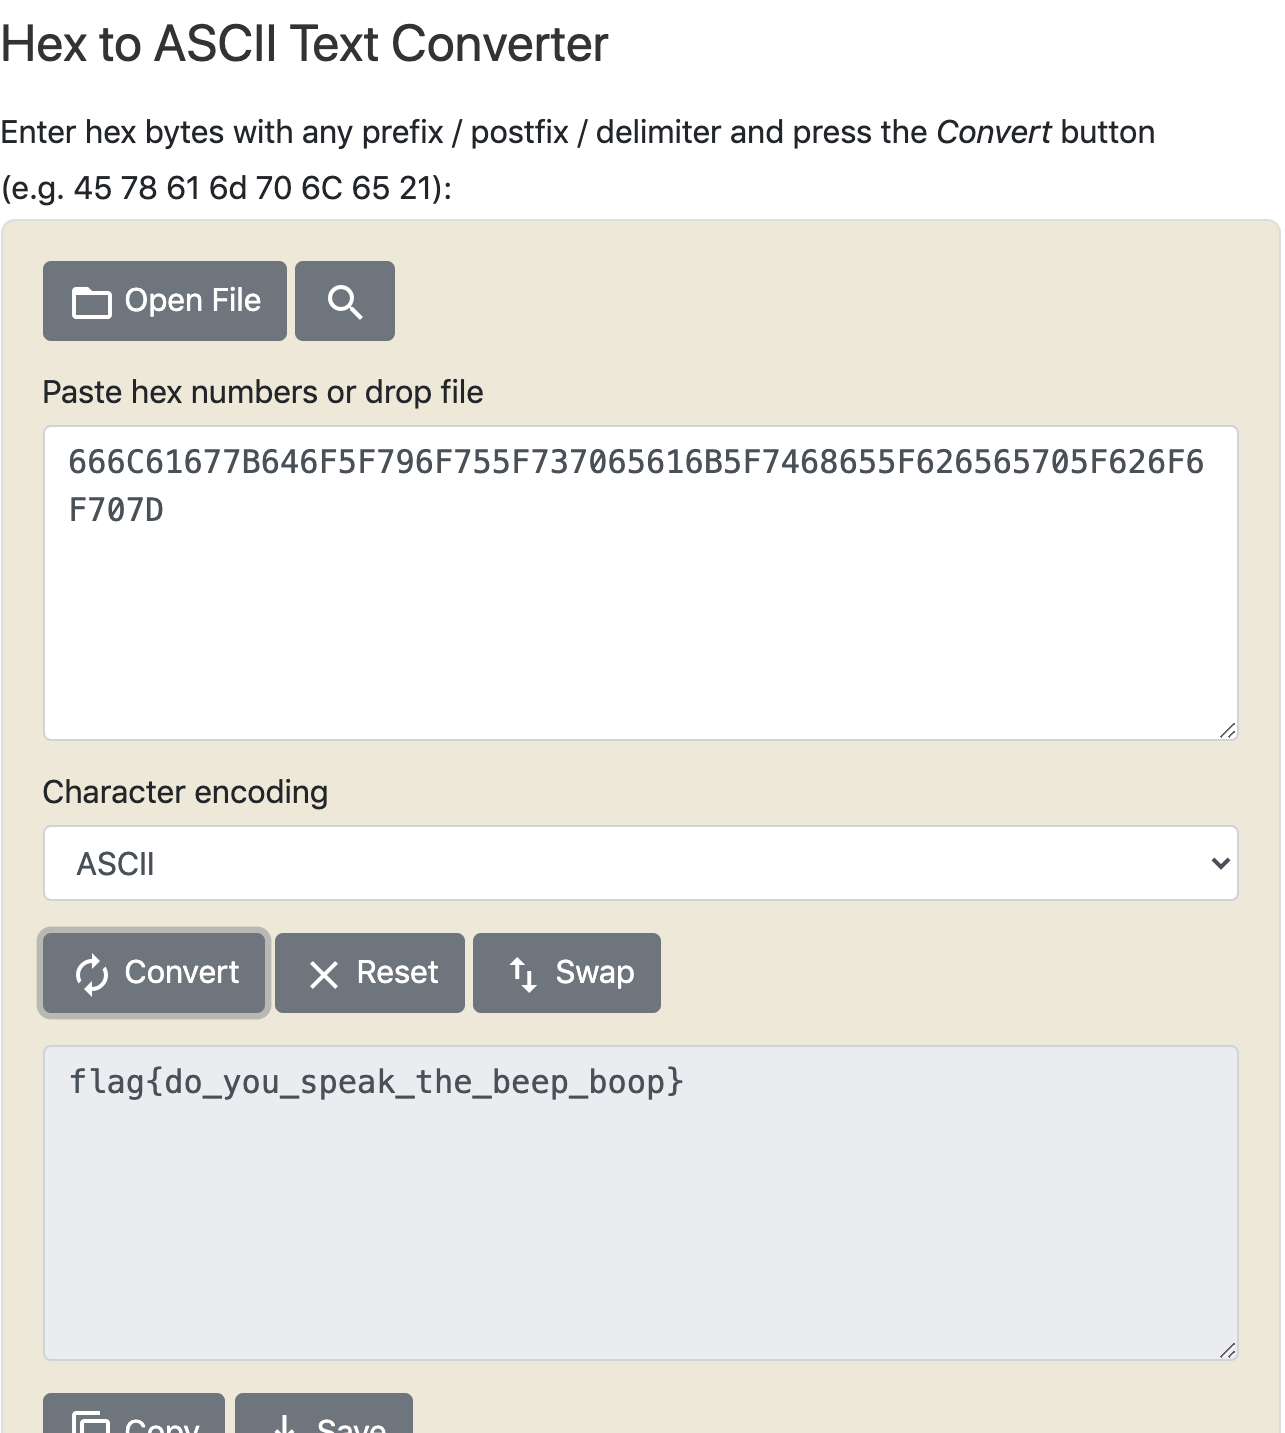 Hex to ASCII Text Converter
Enter hex bytes with any prefix / postfix / delimiter and press the Convert button
(e.g. 45 78 61 6d 70 6C 65 21):
Open File
Paste hex numbers or drop file
666C61677B646F5F796F755F737065616B5F7468655F626565705F626F6
F707D
Character encoding
ASCII
Convert Reset Swap
flag{do_you_speak_the_beep_boop}
Copy Save